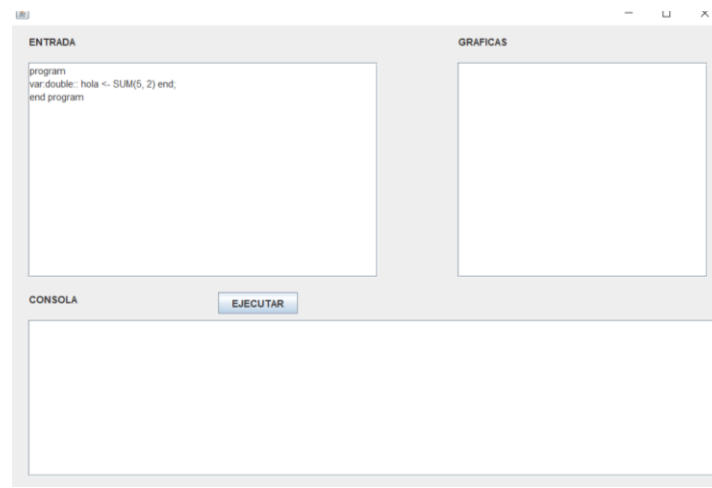 ENTRADA
GRAFICAS
program
var:double:: hola <- SUM(5, 2) end;
end program
CONSOLA
EJECUTAR